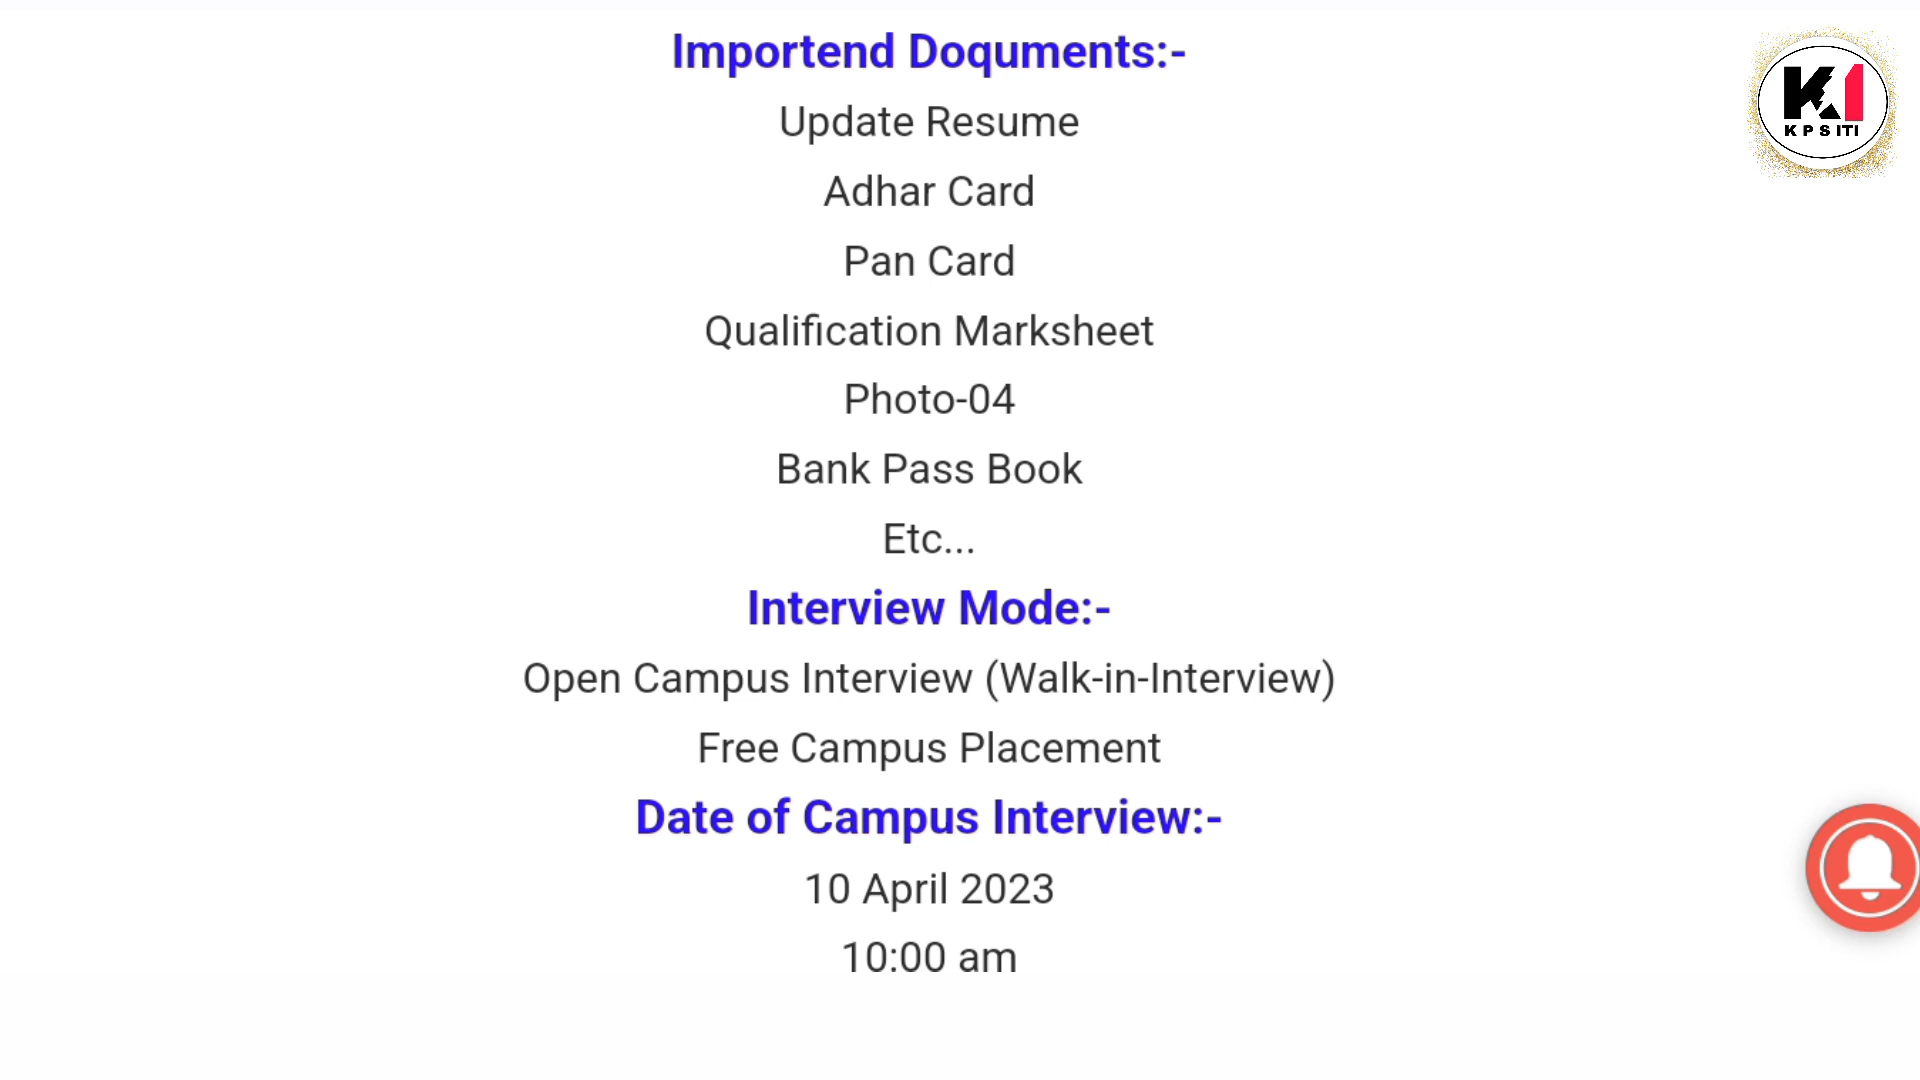 Importend Doquments:-
Update Resume
Adhar Card
Pan Card
Qualification Marksheet
Photo-04
Bank Pass Book
Etc...
Interview Mode:-
Open Campus Interview (Walk-in-Interview)
Free Campus Placement
Date of Campus Interview:-
10 April 2023
10:00 am
K1
KPSITI